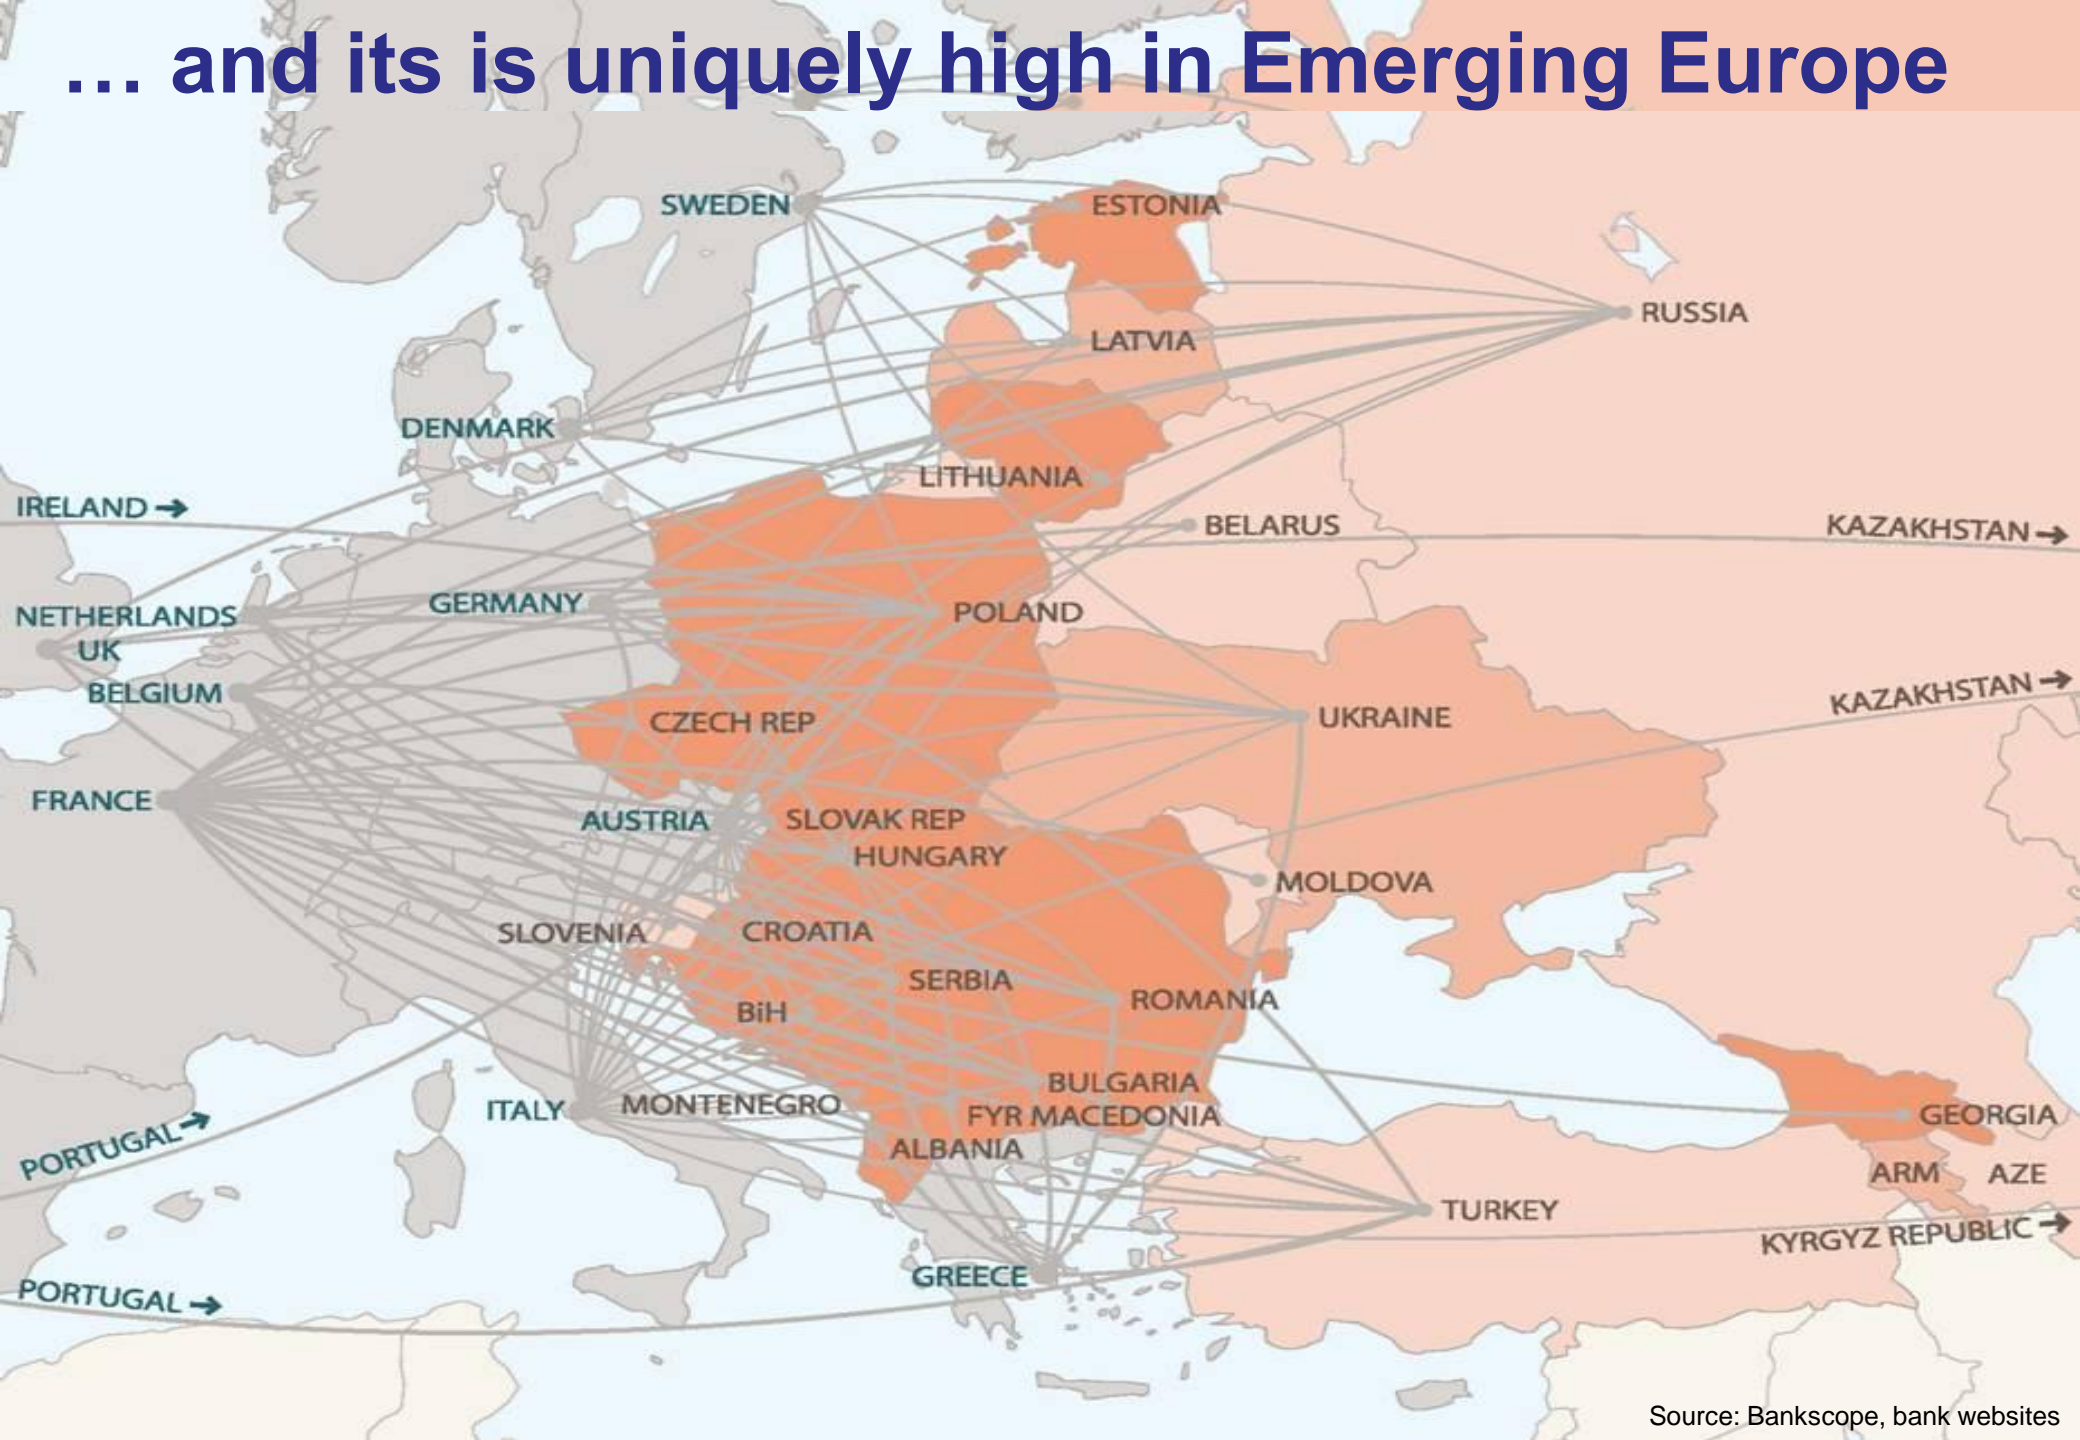 … and its is uniquely high in Emerging Europe
SWEDEN
ESTONIA
RUSSIA
LATVIA
DENMARK
LITHUANIA
IRELAND →
BELARUS
KAZAKHSTAN →
NETHERLANDS
GERMANY
POLAND
UK
BELGIUM
KAZAKHSTAN →
CZECH REP
UKRAINE
FRANCE
AUSTRIA
SLOVAK REP
HUNGARY
MOLDOVA
SLOVENIA
CROATIA
SERBIA
BiH
ROMANIA
BULGARIA
ITALY
MONTENEGRO
FYR MACEDONIA
GEORGIA
PORTUGAL →
ALBANIA
ARM
AZE
TURKEY
KYRGYZ REPUBLIC →
GREECE
PORTUGAL →
Source: Bankscope, bank websites